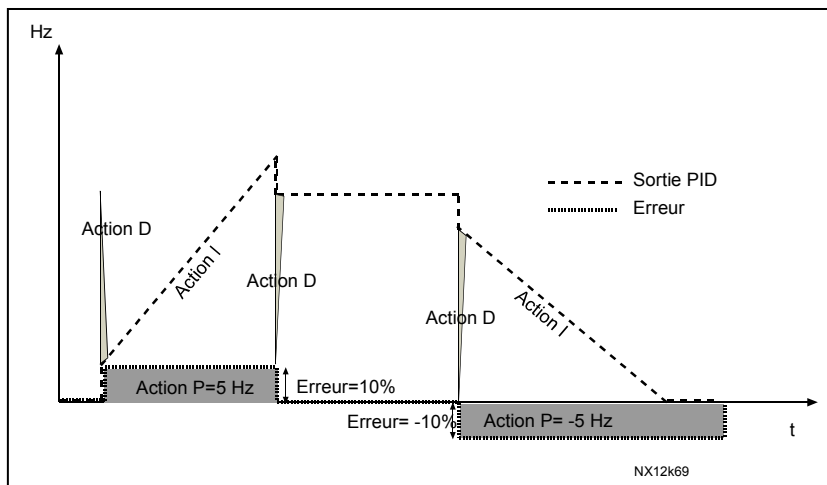 Hz
Sortie PID
Erreur
Action D
Action I
Action D
Action D
Action I
Action P=5 Hz
Erreur=10%
Erreur= -10%
Action P= -5 Hz
t
NX12k69